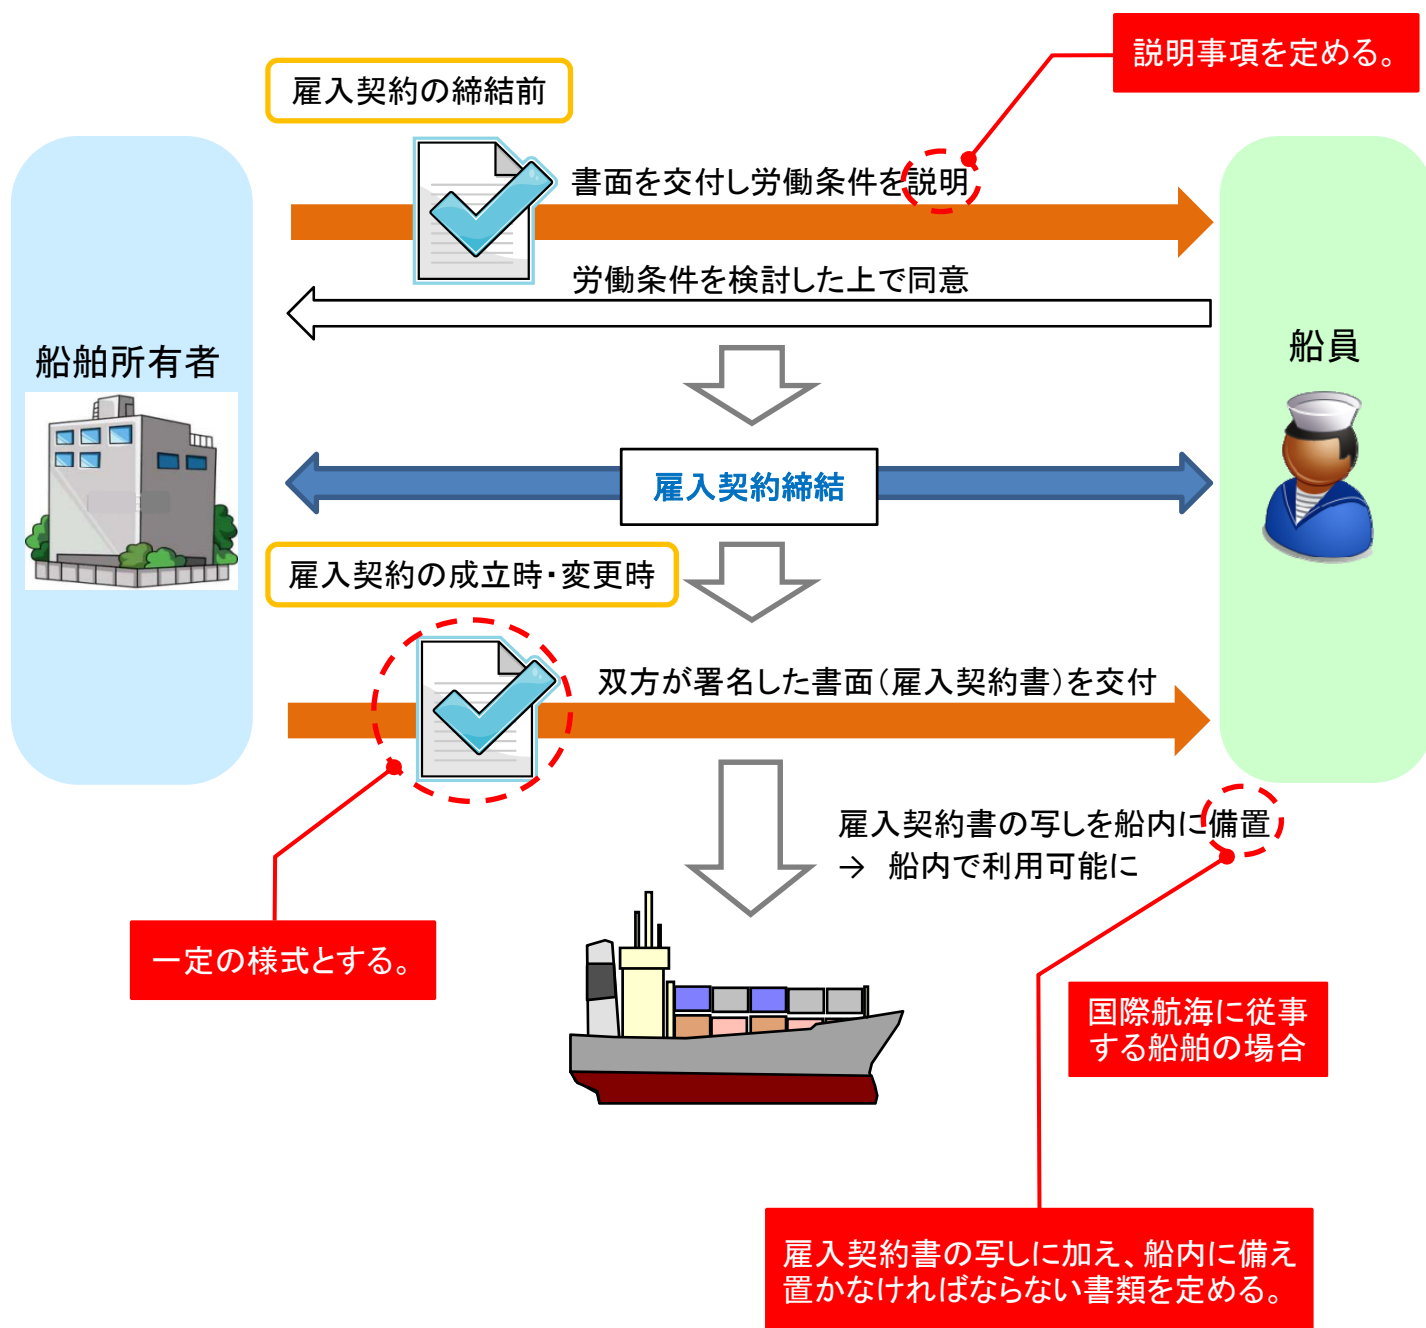 説明事項を定める。
雇入契約の締結前
書面を交付し労働条件を説明
労働条件を検討した上で同意
船舶所有者
船員
雇入契約締結
雇入契約の成立時・変更時
双方が署名した書面（雇入契約書）を交付
雇入契約書の写しを船内に備置
→ 船内で利用可能に
一定の様式とする。
国際航海に従事
する船舶の場合
雇入契約書の写しに加え、船内に備え
置かなければならない書類を定める。